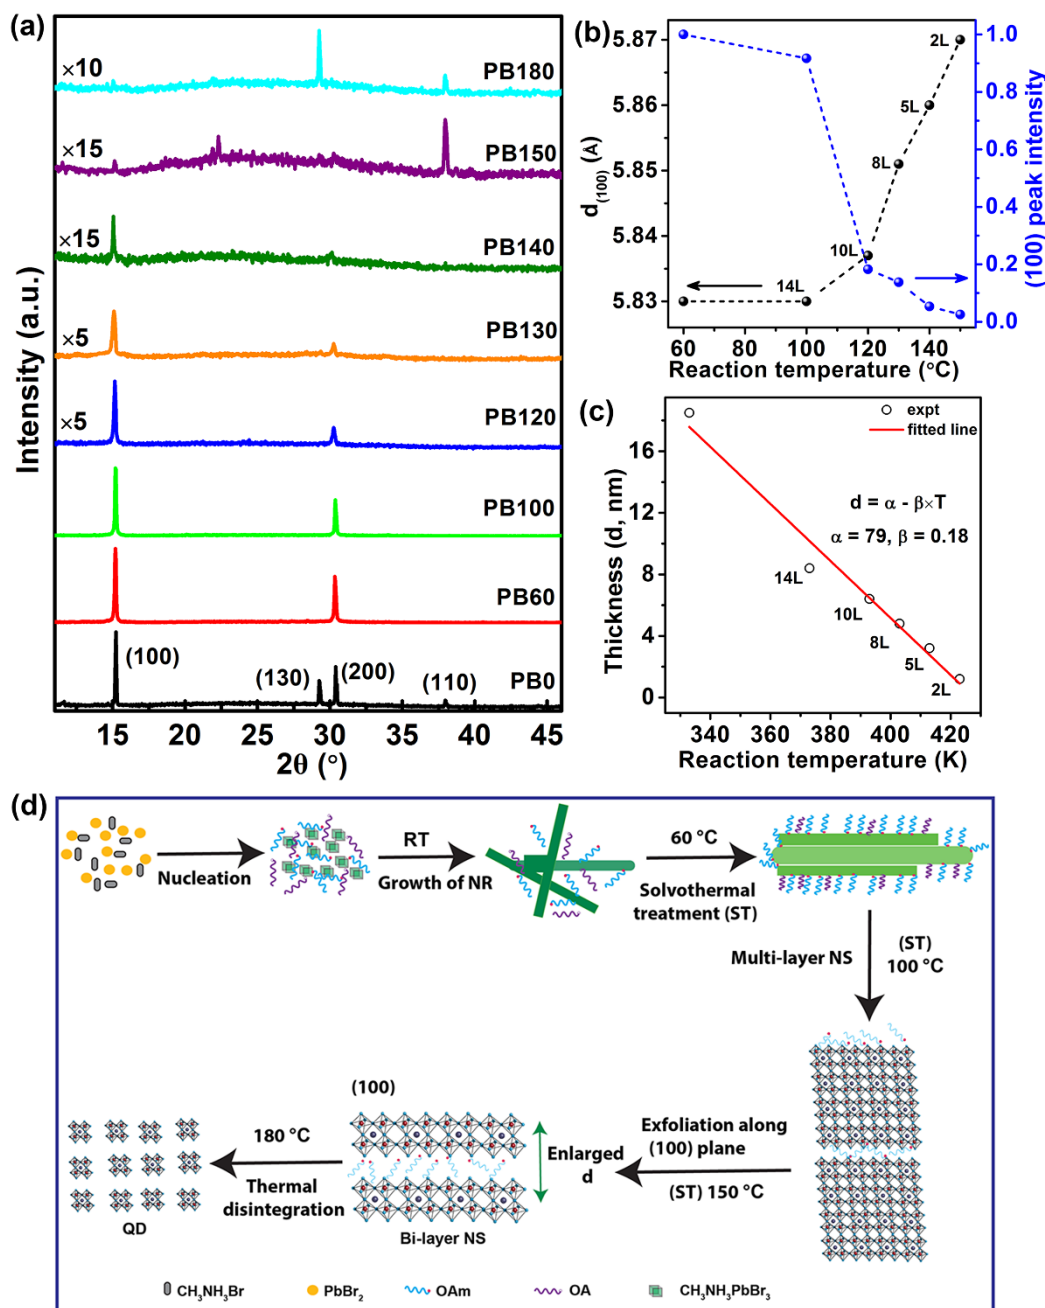 (a)
×10
PB180
×15
PB150
×15
PB140
×5
PB130
×5
PB120
PB100
PB60
(100)
(130)
(200)
(110)
PB0
Intensity (a.u.)
15 20 25 30 35 40 45
2θ (°)
(b)
5.87
5.86
5.85
5.84
5.83
d(100) (Å)
2L
5L
8L
10L
14L
1.0
0.8
0.6
0.4
0.2
0.0
(100) peak intensity
60 80 100 120 140
Reaction temperature (°C)
(c)
16
12
8
4
0
Thickness (d, nm)
expt
fitted line
d = α - β×T
α = 79, β = 0.18
14L
10L
8L
5L
2L
340 360 380 400 420
Reaction temperature (K)
(d)
Nucleation
RT
Growth of NR
60 °C
Solvothermal
treatment (ST)
Multi-layer NS
(ST)
100 °C
Exfoliation along
(100) plane
(ST) 150 °C
Enlarged
d
(100)
Bi-layer NS
180 °C
Thermal
disintegration
QD
CH3NH3Br
PbBr2
OAm
OA
CH3NH3PbBr3